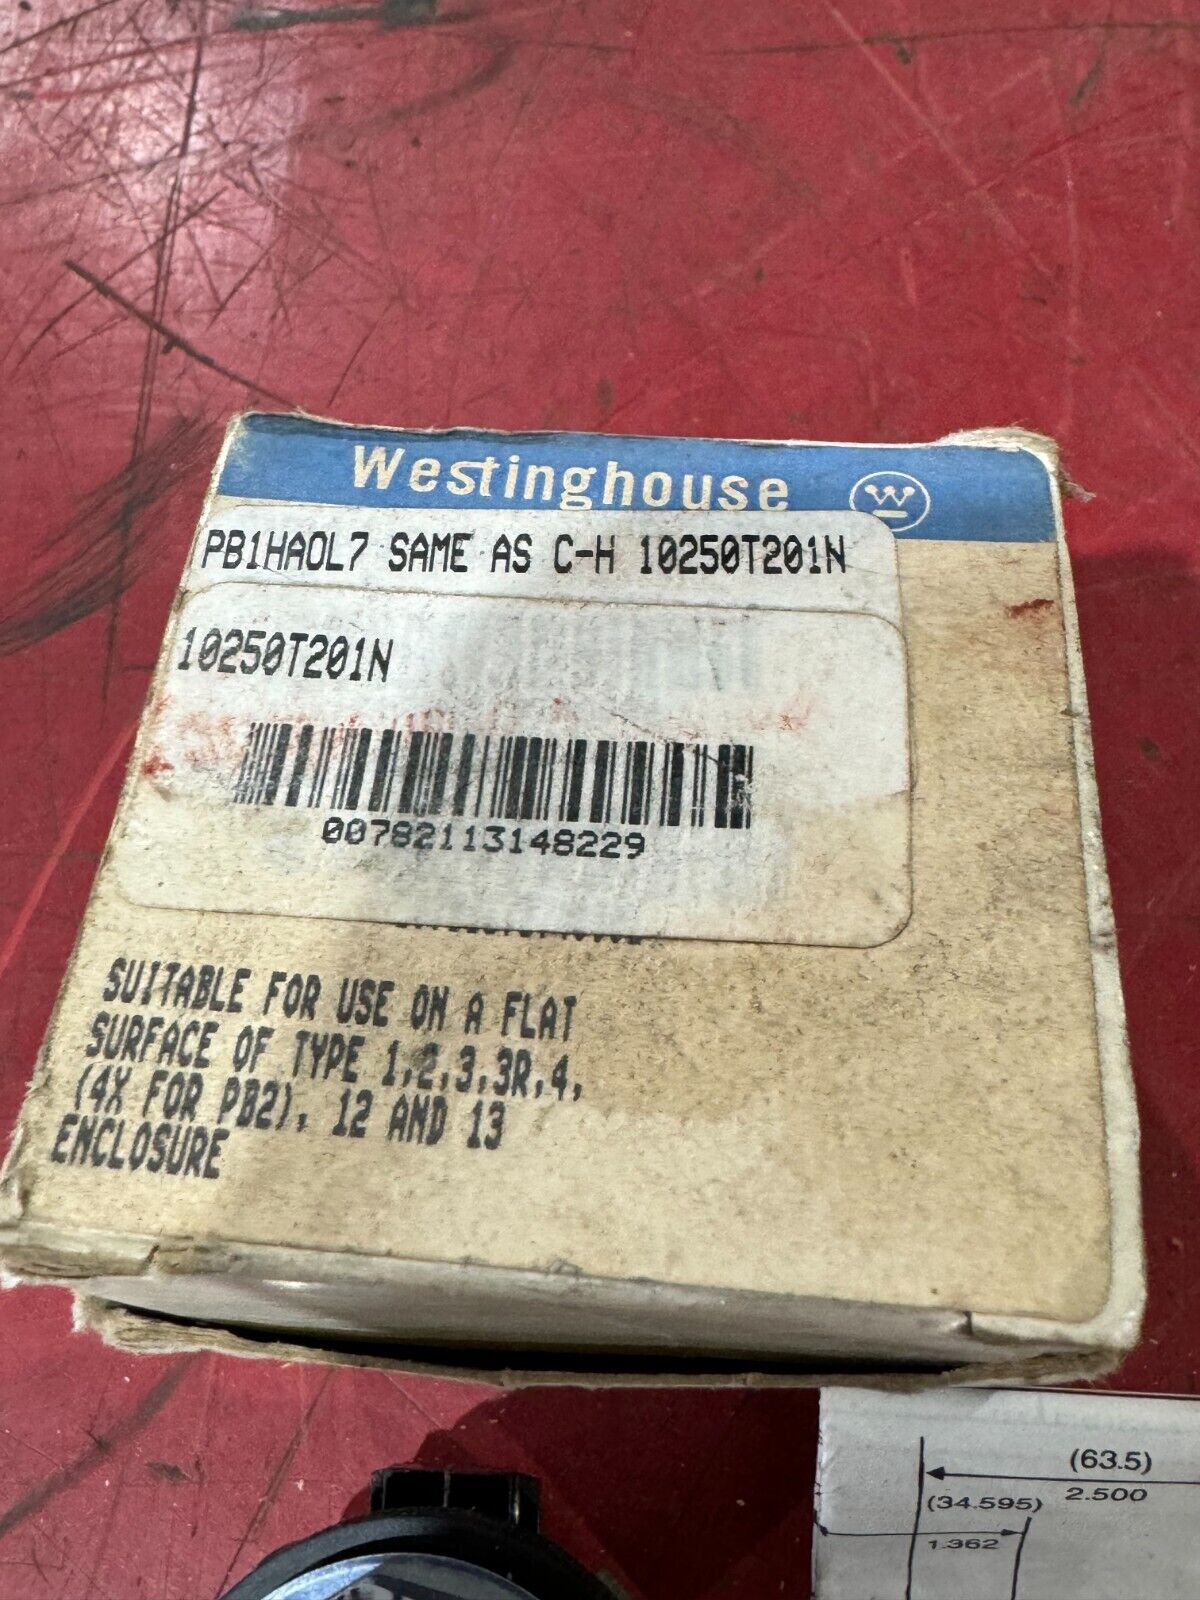 Westinghouse
PB1HAOL7 SAME AS C-H 10250T201N
10250T201N
00782113148229
SUITABLE FOR USE ON A FLAT
SURFACE OF TYPE 1,2,3,3R,4,
(4X FOR PB2), 12 AND 13
ENCLOSURE
(63.5)
2.500
(34.595)
1.362